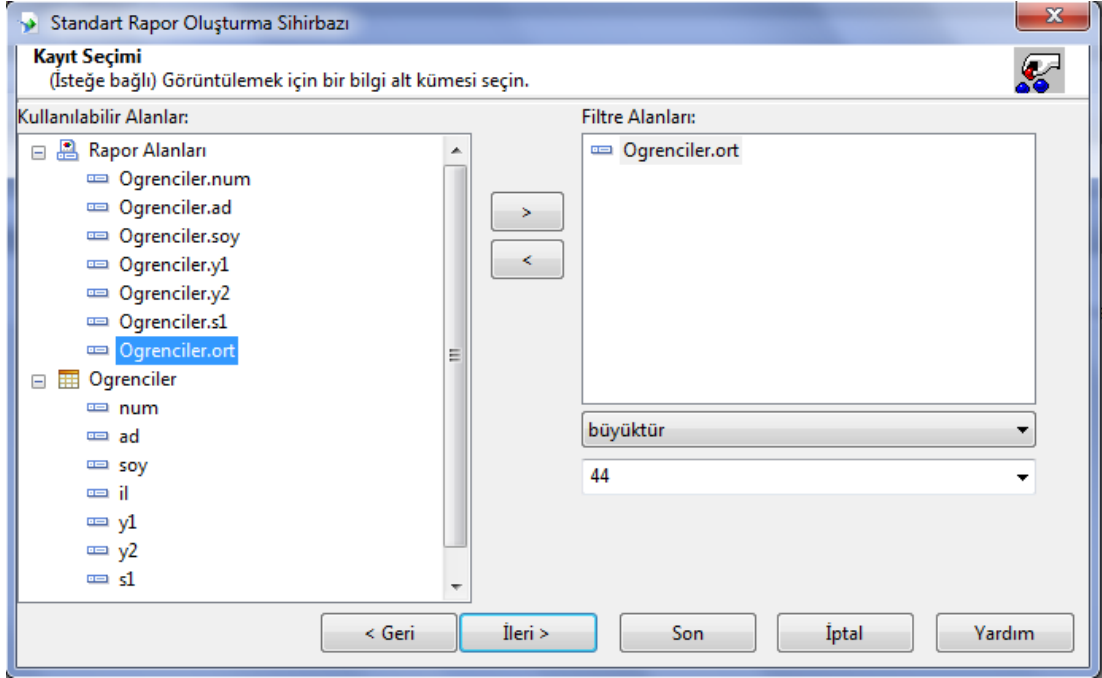 Standart Rapor Oluşturma Sihirbazı
x
Kayıt Seçimi
(İsteğe bağlı) Görüntülemek için bir bilgi alt kümesi seçin.
Kullanılabilir Alanlar:
Rapor Alanları
Ogrenciler.num
Ogrenciler.ad
Ogrenciler.soy
Ogrenciler.y1
Ogrenciler.y2
Ogrenciler.s1
Ogrenciler.ort
Ogrenciler
num
ad
soy
il
y1
y2
s1
>
<
Filtre Alanları:
Ogrenciler.ort
büyüktür
44
< Geri
İleri >
Son
İptal
Yardım